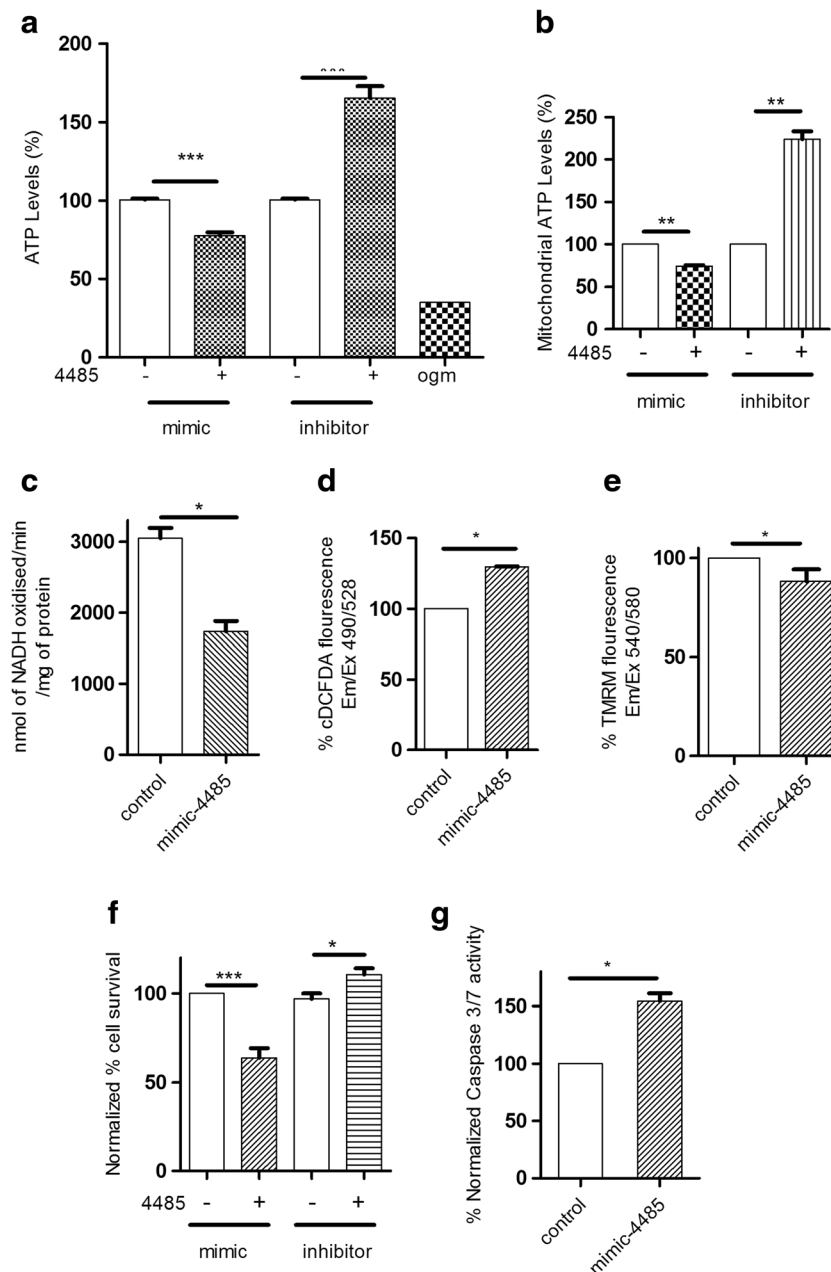 a
ATP Levels (%)
200
150
100
50
0
***
4485 - + - + ogm
mimic inhibitor
b
Mitochondrial ATP Levels (%)
250
200
150
100
50
0
**
**
4485 - + - +
mimic inhibitor
c
nmol of NADH oxidised/min
/mg of protein
3000
2000
1000
0
*
control
mimic-4485
d
% cDCFDA flourescence
Em/Ex 490/528
150
100
50
0
*
control
mimic-4485
e
% TMRM flourescence
Em/Ex 540/580
100
50
0
*
control
mimic-4485
f
Normalized % cell survival
100
50
0
***
*
4485 - + - +
mimic inhibitor
g
% Normalized Caspase 3/7 activity
150
100
50
0
*
control
mimic-4485